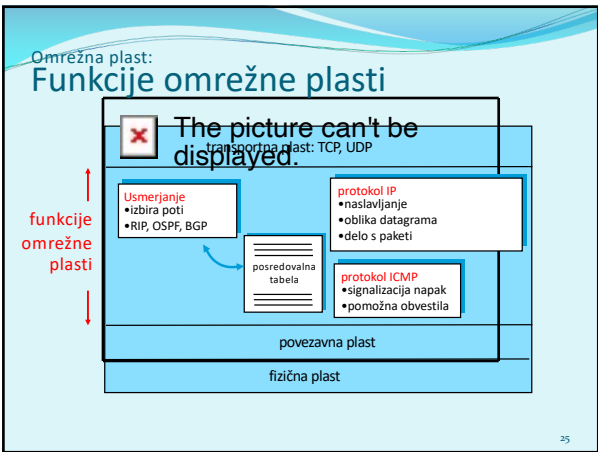 Omrežna plast:
Funkcije omrežne plasti
The picture can't be
displayed.
transportna plast: TCP, UDP
funkcije
omrežne
plasti
Usmerjanje
•izbira poti
•RIP, OSPF, BGP
posredovalna
tabela
protokol IP
•naslavljanje
•oblika datagrama
•delo s paketi
protokol ICMP
•signalizacija napak
•pomožna obvestila
povezavna plast
fizična plast
25